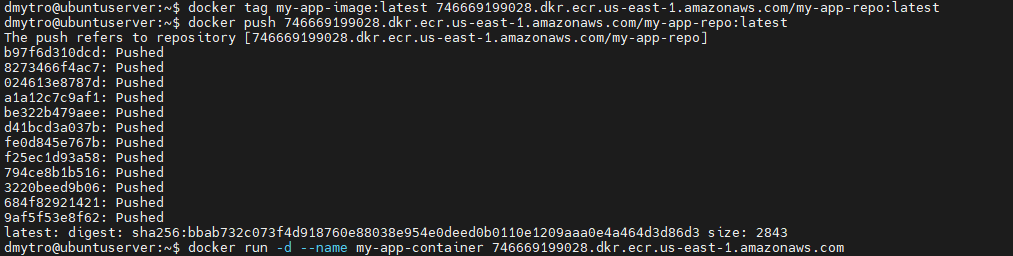 dmytro@ubuntuserver:~$ docker tag my-app-image:latest 746669199028.dkr.ecr.us-east-1.amazonaws.com/my-app-repo:latest
dmytro@ubuntuserver:~$ docker push 746669199028.dkr.ecr.us-east-1.amazonaws.com/my-app-repo:latest
The push refers to repository [746669199028.dkr.ecr.us-east-1.amazonaws.com/my-app-repo]
b97f6d310dcd: Pushed
8273466f4ac7: Pushed
024613e8787d: Pushed
a1a12c7c9af1: Pushed
be322b479aee: Pushed
d41bcd3a037b: Pushed
fe0d845e767b: Pushed
f25ec1d93a58: Pushed
794ce8b1b516: Pushed
3220beed9b06: Pushed
684f82921421: Pushed
9af5f53e8f62: Pushed
latest: digest: sha256:bbab732c073f4d918760e88038e954e0deed0b0110e1209aaa0e4a464d3d86d3 size: 2843
dmytro@ubuntuserver:~$ docker run -d --name my-app-container 746669199028.dkr.ecr.us-east-1.amazonaws.com